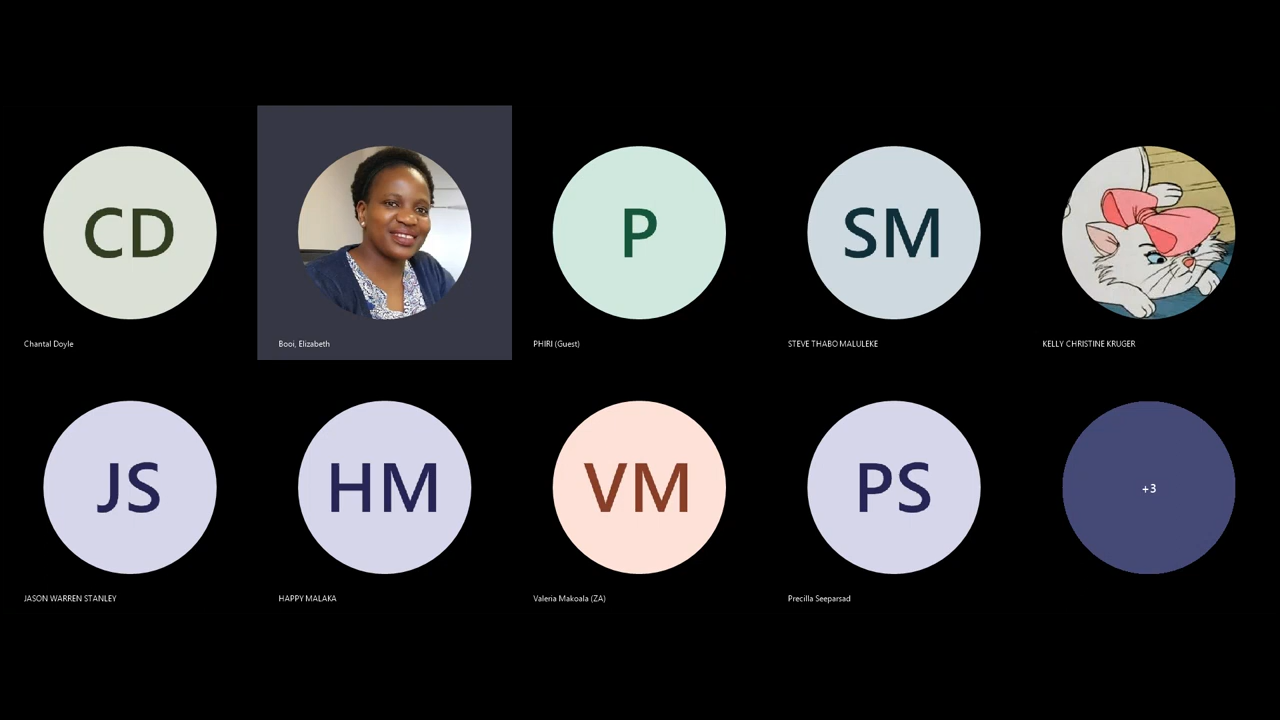 CD
P
SM
Chantal Doyle
Booi, Elizabeth
PHIRI (Guest)
STEVE THABO MALULEKE
KELLY CHRISTINE KRUGER
JS
HM
VM
PS
+3
JASON WARREN STANLEY
HAPPY MALAKA
Valeria Makoala (ZA)
Precilla Seeparsad